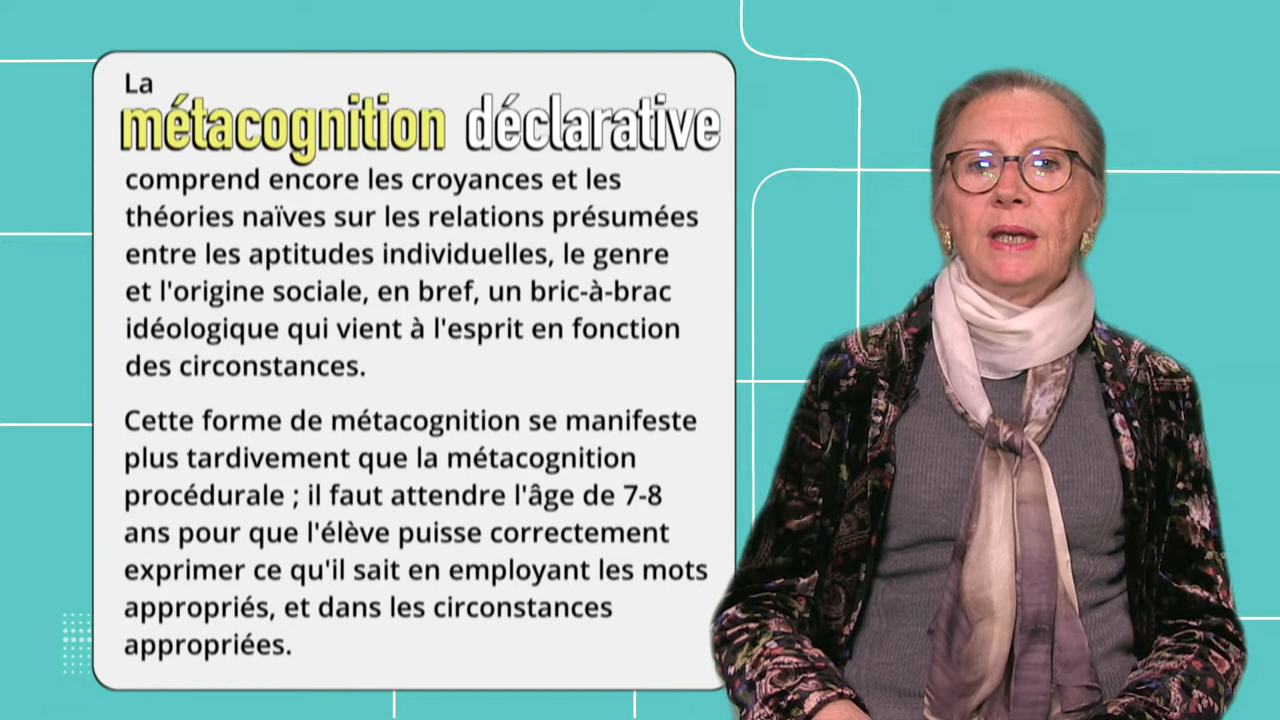 La
métacognition déclarative
comprend encore les croyances et les
théories naïves sur les relations présumées
entre les aptitudes individuelles, le genre
et l'origine sociale, en bref, un bric-à-brac
idéologique qui vient à l'esprit en fonction
des circonstances.
Cette forme de métacognition se manifeste
plus tardivement que la métacognition
procédurale ; il faut attendre l'âge de 7-8
ans pour que l'élève puisse correctement
exprimer ce qu'il sait en employant les mots
appropriés, et dans les circonstances
appropriées.